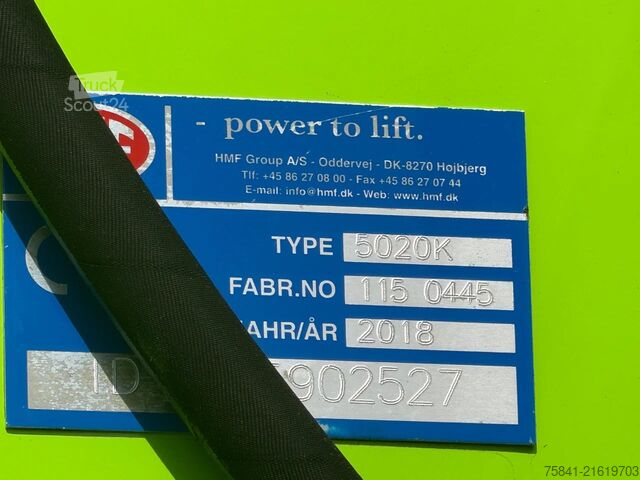 Truck
Scout24
- power to lift.
HMF Group A/S - Oddervej - DK-8270 Højbjerg
Tlf: +45 86 27 08 00 - Fax +45 86 27 07 44
E-mail: info@hmf.dk - Web: www.hmf.dk
TYPE 5020K
FABR.NO 115 0445
AHR/ÅR 2018
ID 902527
75841-21619703